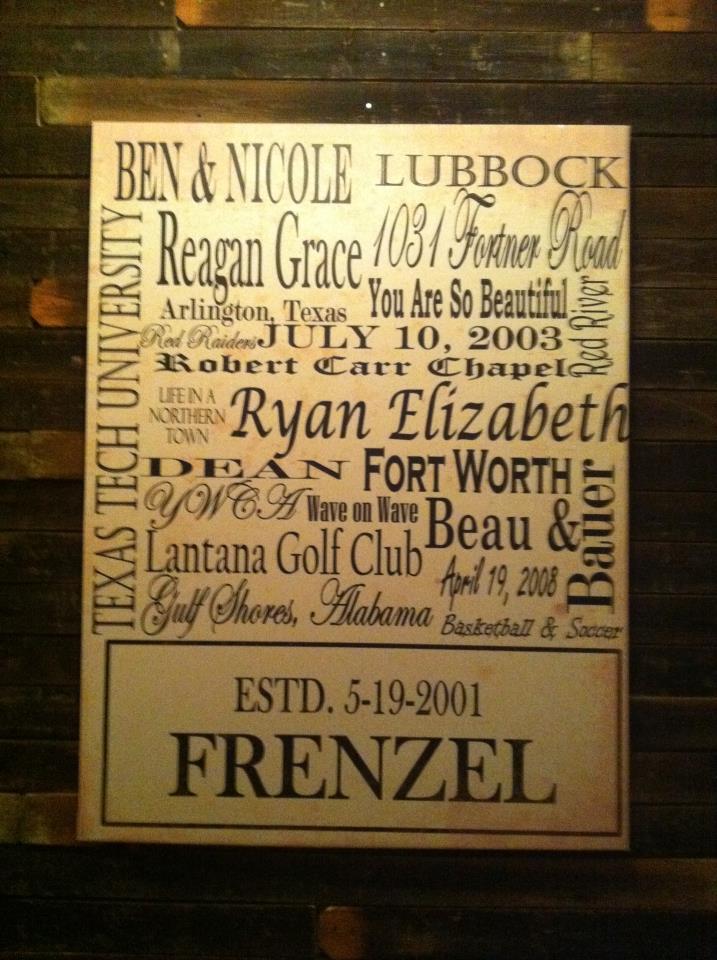 BEN & NICOLE
LUBBOCK
TEXAS TECH UNIVERSITY
Reagan Grace
1031 Fortner Road
Arlington, Texas
You Are So Beautiful
Red River
Red Raiders
JULY 10, 2003
Robert Carr Chapel
LIFE IN A
NORTHERN
TOWN
Ryan Elizabeth
DEAN
FORT WORTH
YWCA
Wave on Wave
Beau &
Bauer
Lantana Golf Club
April 19, 2008
Gulf Shores, Alabama
Basketball & Soccer
ESTD. 5-19-2001
FRENZEL